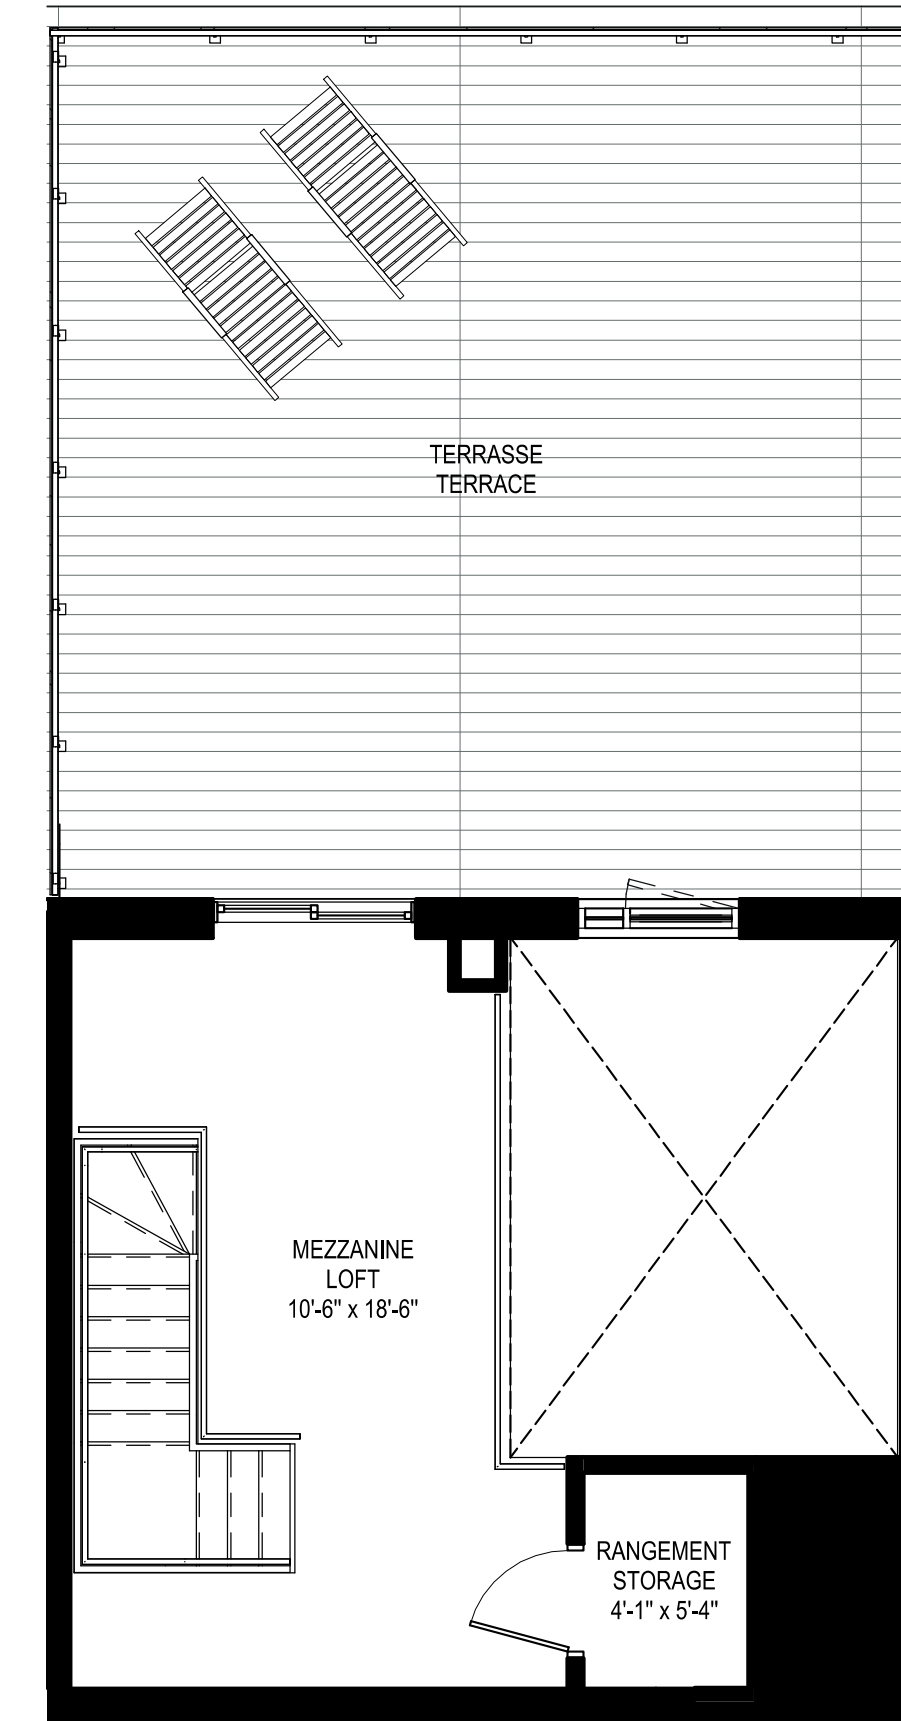 TERRASSE
TERRACE
MEZZANINE
LOFT
10'-6" x 18'-6"
RANGEMENT
STORAGE
4'-1" x 5'-4"